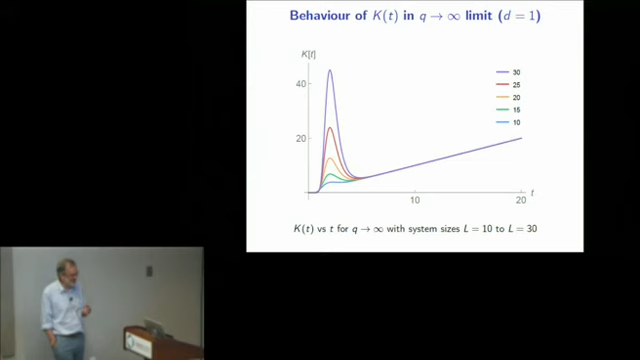 Behaviour of K(t) in q → ∞ limit (d = 1)
K[t]
40
20
10
20
t
30
25
20
15
10
K(t) vs t for q → ∞ with system sizes L = 10 to L = 30